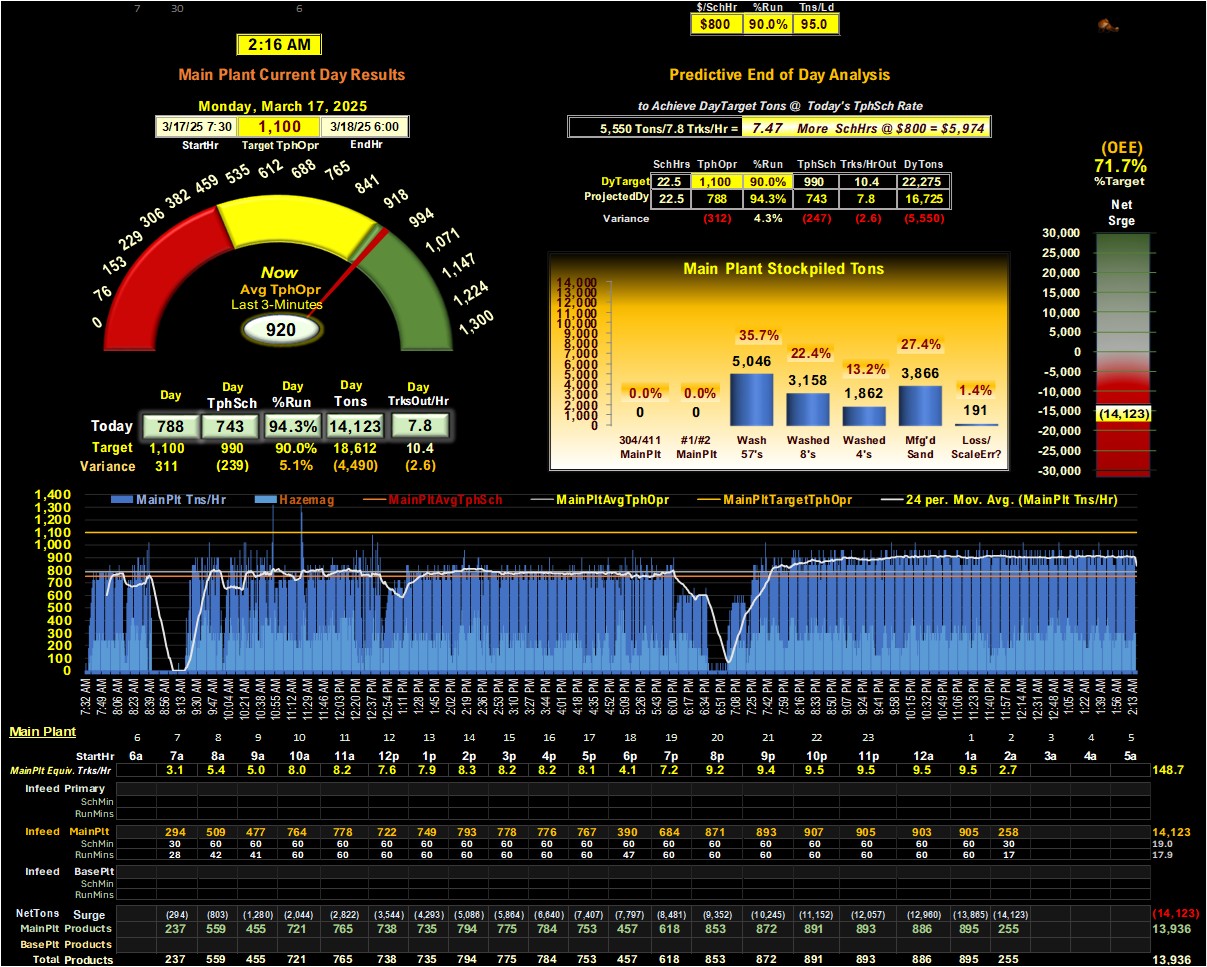 7 30 6
$/SchHr %Run Tns/Ld
$800 90.0% 95.0
2:16 AM
Main Plant Current Day Results
Predictive End of Day Analysis
Monday, March 17, 2025
to Achieve DayTarget Tons @ Today's TphSch Rate
3/17/25 7:30 1,100 3/18/25 6:00
StartHr Target TphOpr EndHr
5,550 Tons/7.8 Trks/Hr = 7.47 More SchHrs @ $800 = $5,974
(OEE)
71.7%
%Target
SchHrs TphOpr %Run TphSch Trks/HrOut DyTons
DyTarget 22.5 1,100 90.0% 990 10.4 22,275
ProjectedDy 22.5 788 94.3% 743 7.8 16,725
Variance (312) 4.3% (247) (2.6) (5,550)
0 76 153 229 306 382 459 535 612 688 765 841 918 994 1,071 1,147 1,224 1,300
Now
Avg TphOpr
Last 3-Minutes
920
Net
Srge
30,000
25,000
20,000
15,000
10,000
5,000
0
-5,000
-10,000
-15,000
-20,000
-25,000
-30,000
(14,123)
Main Plant Stockpiled Tons
14,000
13,000
12,000
11,000
10,000
9,000
8,000
7,000
6,000
5,000
4,000
3,000
2,000
1,000
0
0.0% 0.0% 35.7% 22.4% 13.2% 27.4% 1.4%
0 0 5,046 3,158 1,862 3,866 191
304/411 #1/#2 Wash Washed Washed Mfg'd Loss/
MainPlt MainPlt 57's 8's 4's Sand ScaleErr?
Day Day Day Day Day
TphSch %Run Tons TrksOut/Hr
Today 788 743 94.3% 14,123 7.8
Target 1,100 990 90.0% 18,612 10.4
Variance 311 (239) 5.1% (4,490) (2.6)
MainPlt Tns/Hr Hazemag MainPltAvgTphSch MainPltAvgTphOpr MainPltTargetTphOpr 24 per. Mov. Avg. (MainPlt Tns/Hr)
1,400
1,300
1,200
1,100
1,000
900
800
700
600
500
400
300
200
100
0
7:32 AM 7:49 AM 8:06 AM 8:23 AM 8:39 AM 8:56 AM 9:13 AM 9:30 AM 9:47 AM 10:04 AM 10:21 AM 10:38 AM 10:55 AM 11:12 AM 11:29 AM 11:46 AM 12:03 PM 12:20 PM 12:37 PM 12:54 PM 1:11 PM 1:28 PM 1:45 PM 2:02 PM 2:19 PM 2:36 PM 2:53 PM 3:10 PM 3:27 PM 3:44 PM 4:01 PM 4:18 PM 4:35 PM 4:52 PM 5:09 PM 5:26 PM 5:43 PM 6:00 PM 6:17 PM 6:34 PM 6:51 PM 7:08 PM 7:25 PM 7:42 PM 7:59 PM 8:16 PM 8:33 PM 8:50 PM 9:07 PM 9:24 PM 9:41 PM 9:58 PM 10:15 PM 10:32 PM 10:49 PM 11:06 PM 11:23 PM 11:40 PM 11:57 PM 12:14 AM 12:31 AM 12:48 AM 1:05 AM 1:22 AM 1:39 AM 1:56 AM 2:13 AM
Main Plant
6 7 8 9 10 11 12 13 14 15 16 17 18 19 20 21 22 23 1 2 3 4 5
StartHr 6a 7a 8a 9a 10a 11a 12p 1p 2p 3p 4p 5p 6p 7p 8p 9p 10p 11p 12a 1a 2a 3a 4a 5a
MainPlt Equiv. Trks/Hr 3.1 5.4 5.0 8.0 8.2 7.6 7.9 8.3 8.2 8.2 8.1 4.1 7.2 9.2 9.4 9.5 9.5 9.5 9.5 2.7 148.7
Infeed Primary
SchMin
RunMins
Infeed MainPlt 294 509 477 764 778 722 749 793 778 776 767 390 684 871 893 907 905 903 905 258 14,123
SchMin 30 60 60 60 60 60 60 60 60 60 60 60 60 60 60 60 60 60 60 30 19.0
RunMins 28 42 41 60 60 60 60 60 60 60 60 47 60 60 60 60 60 60 60 17 17.9
Infeed BasePlt
SchMin
RunMins
NetTons Surge (294) (803) (1,280) (2,044) (2,822) (3,544) (4,293) (5,086) (5,864) (6,640) (7,407) (7,797) (8,481) (9,352) (10,245) (11,152) (12,057) (12,960) (13,865) (14,123) (14,123)
MainPlt Products 237 559 455 721 765 738 735 794 775 784 753 457 618 853 872 891 893 886 895 255 13,936
BasePlt Products
Total Products 237 559 455 721 765 738 735 794 775 784 753 457 618 853 872 891 893 886 895 255 13,936